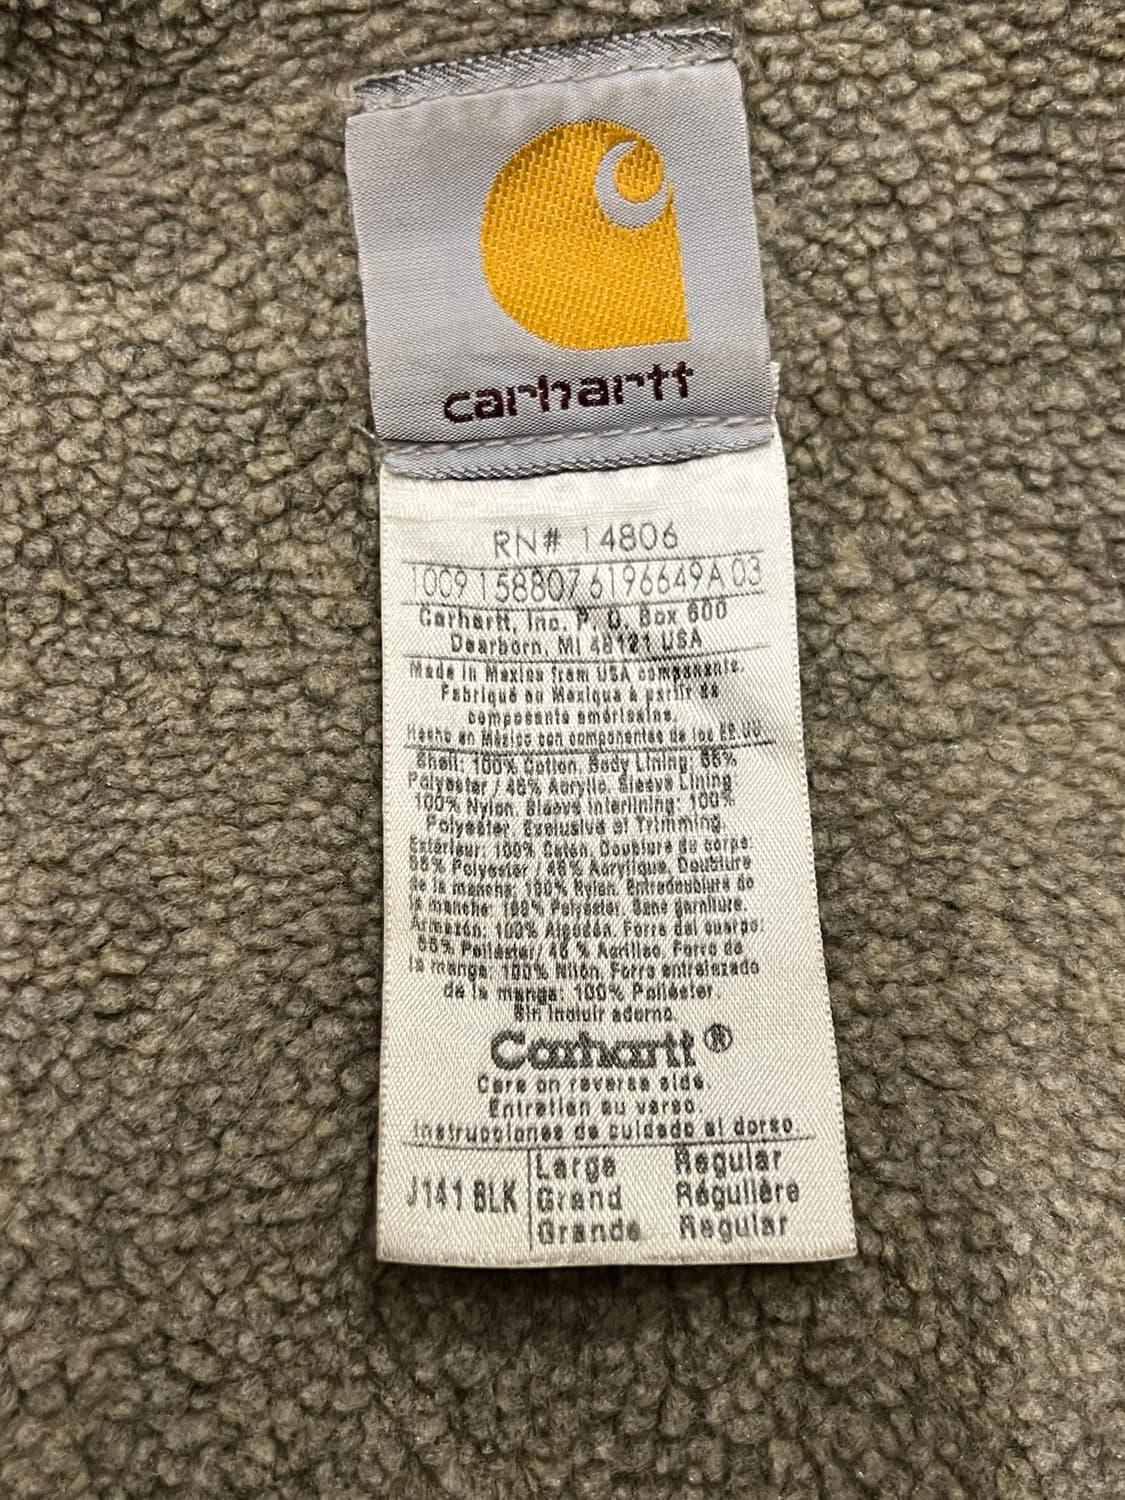 carhartt
RN# 14806
1009 1588076196649A 03
Carhartt, Inc. P. O. Box 600
Dearborn, MI 48121 USA
Made in Mexico from USA components.
Fabriqué au Mexique à partir de
composants américains.
Hecho en México con componentes de los EE.UU.
Shell: 100% Cotton, Body Lining: 55%
Polyester / 45% Acrylic, Sleeve Lining
100% Nylon, Sleeve Interlining: 100%
Polyester, Exclusive of Trimming.
Extérieur: 100% Coton, Doublure de corps:
55% Polyester / 45% Acrylique, Doublure
de la manche: 100% Nylon, Entredoublure de
la manche: 100% Polyester, Sans garniture.
Armazón: 100% Algodón, Forro del cuerpo:
55% Poliéster / 45 % Acrílico, Forro de
la manga: 100% Nilón, Forro entrelazado
de la manga: 100% Poliéster.
Sin incluir adorno.
Carhartt®
Care on reverse side.
Entretien au verso.
Instrucciones de cuidado al dorso.
J141 BLK Large Regular
Grand Régulière
Grande Regular